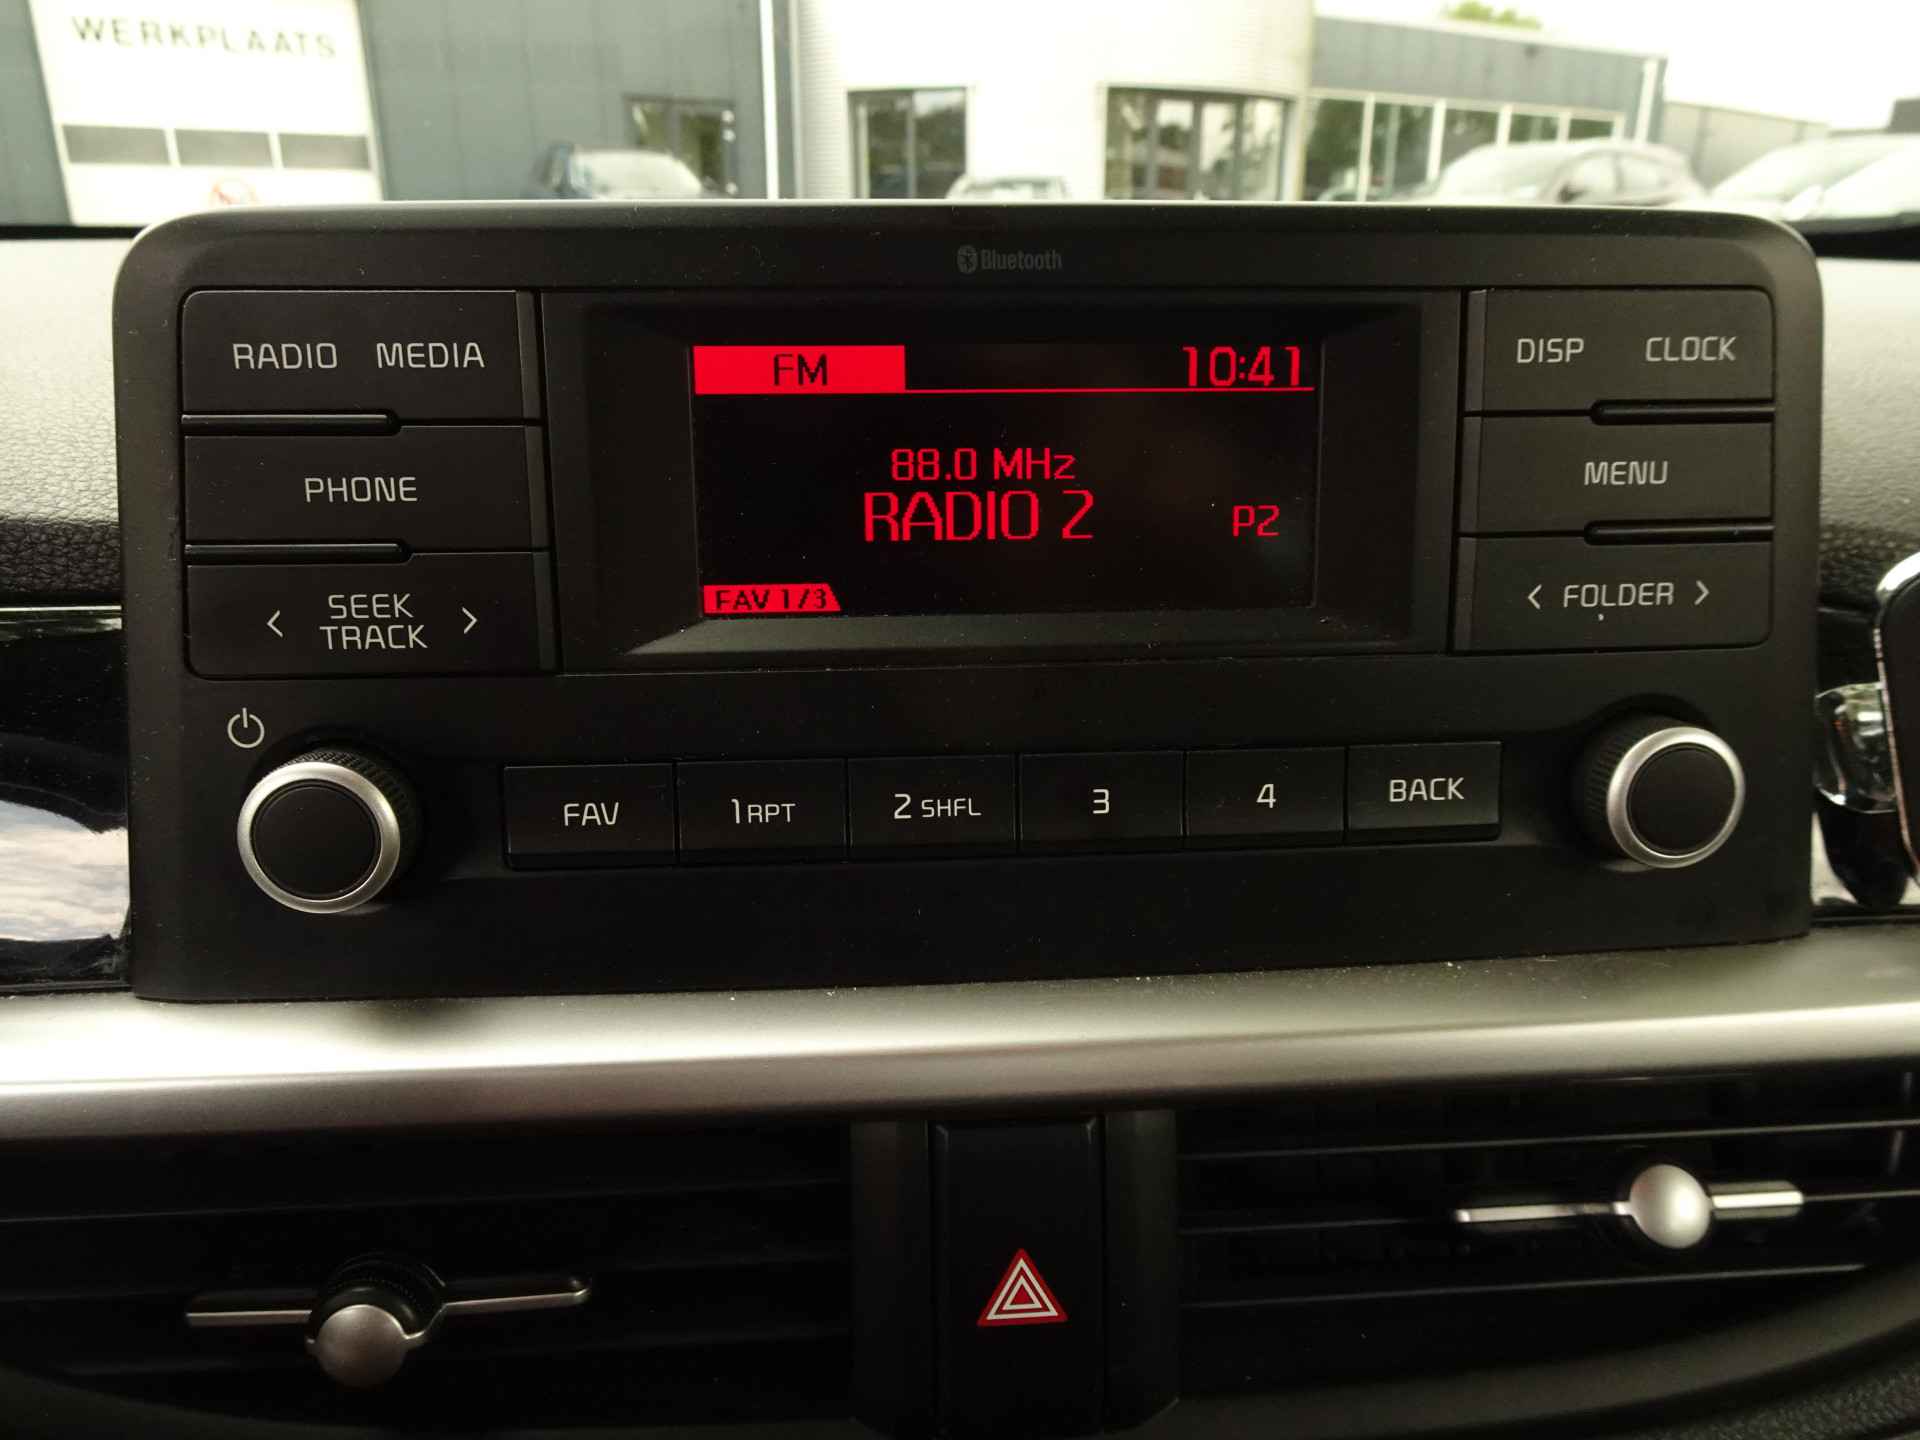 WERKPLAATS
Bluetooth
RADIO MEDIA
PHONE
< SEEK TRACK >
FM 10:41
88.0 MHz
RADIO 2 P2
FAV 1/3
DISP CLOCK
MENU
< FOLDER >
FAV 1 RPT 2 SHFL 3 4 BACK